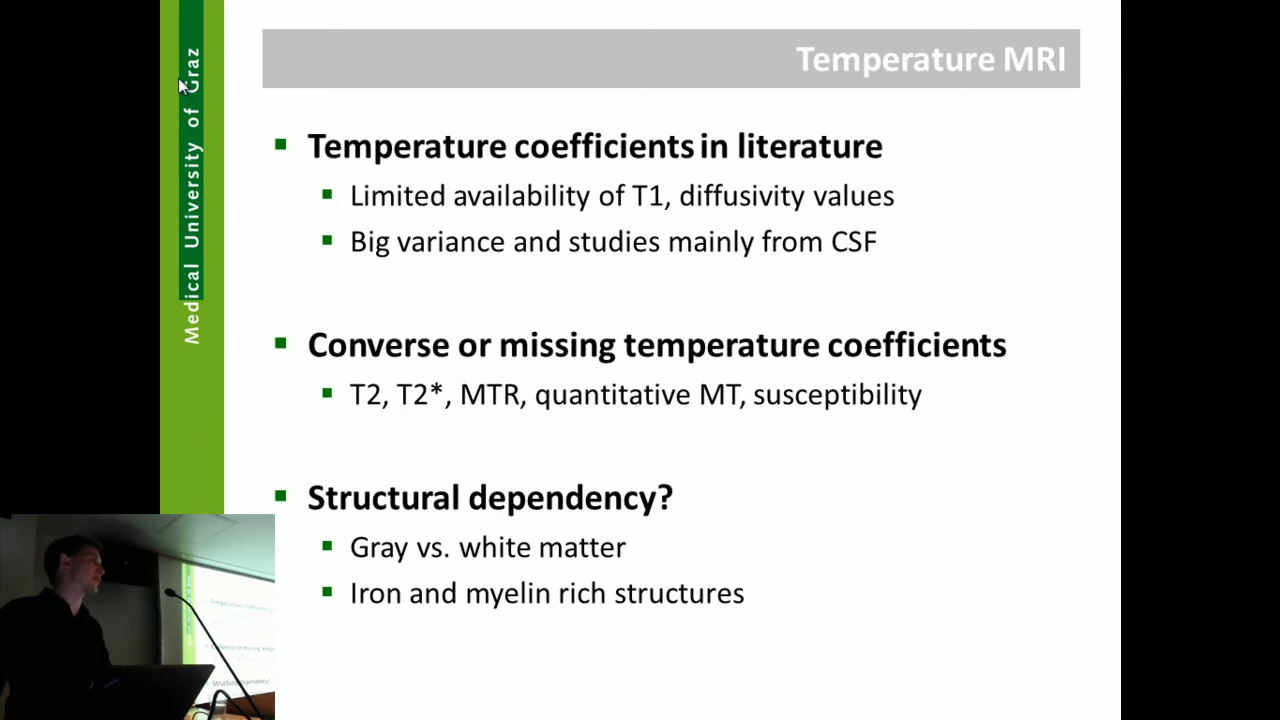 Medical University of Graz
Temperature MRI
Temperature coefficients in literature
Limited availability of T1, diffusivity values
Big variance and studies mainly from CSF
Converse or missing temperature coefficients
T2, T2*, MTR, quantitative MT, susceptibility
Structural dependency?
Gray vs. white matter
Iron and myelin rich structures